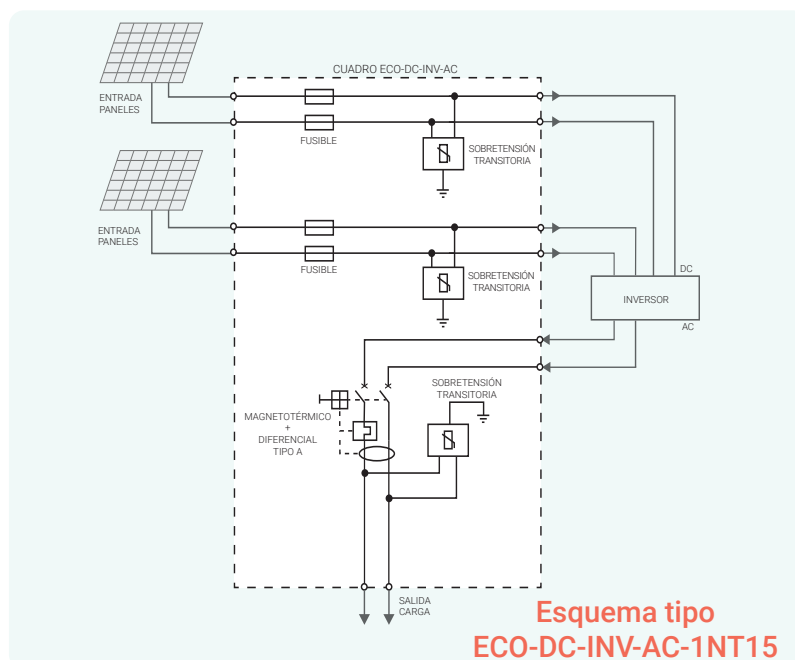 CUADRO ECO-DC-INV-AC
ENTRADA
PANELES
FUSIBLE
SOBRETENSIÓN
TRANSITORIA
ENTRADA
PANELES
FUSIBLE
SOBRETENSIÓN
TRANSITORIA
DC
INVERSOR
AC
SOBRETENSIÓN
TRANSITORIA
MAGNETOTÉRMICO
+
DIFERENCIAL
TIPO A
SALIDA
CARGA
Esquema tipo
ECO-DC-INV-AC-1NT15